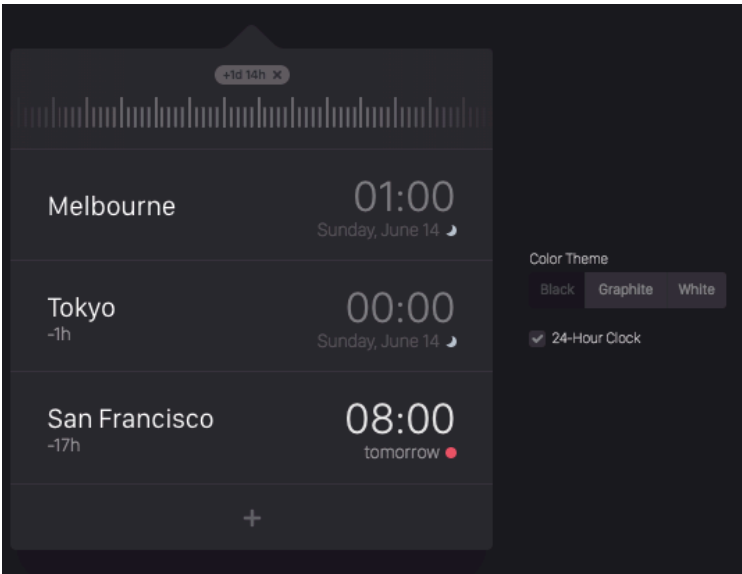 +1d 14h ×
Melbourne
01:00
Sunday, June 14
Tokyo
-1h
00:00
Sunday, June 14
San Francisco
-17h
08:00
tomorrow
+
Color Theme
Black Graphite White
24-Hour Clock